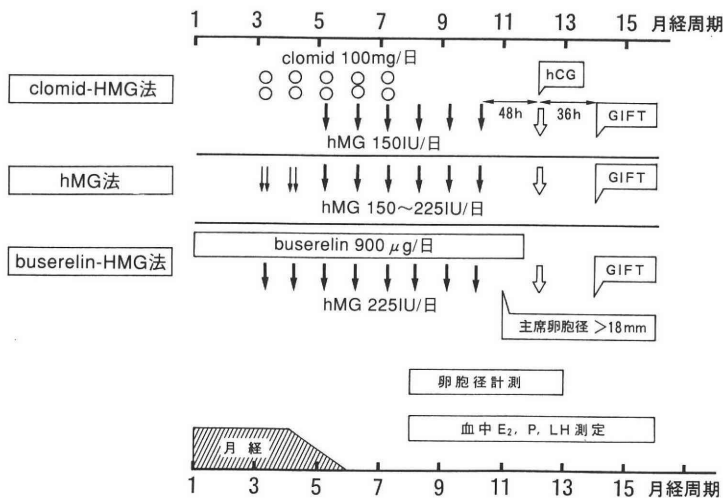 1 3 5 7 9 11 13 15 月経周期
clomid-HMG法
clomid 100mg/日
hCG
48h
36h
GIFT
hMG 150IU/日
hMG法
GIFT
hMG 150～225IU/日
buserelin-HMG法
buserelin 900μg/日
GIFT
hMG 225IU/日
主席卵胞径 >18mm
卵胞径計測
血中 E₂, P, LH 測定
月経
1 3 5 7 9 11 13 15 月経周期